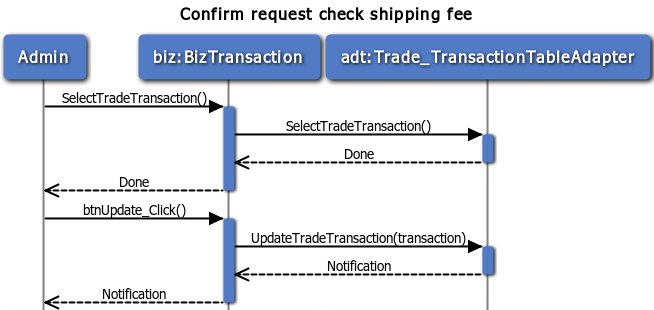 Confirm request check shipping fee
Admin
biz:BizTransaction
adt:Trade_TransactionTableAdapter
SelectTradeTransaction()
SelectTradeTransaction()
Done
Done
btnUpdate_Click()
UpdateTradeTransaction(transaction)
Notification
Notification